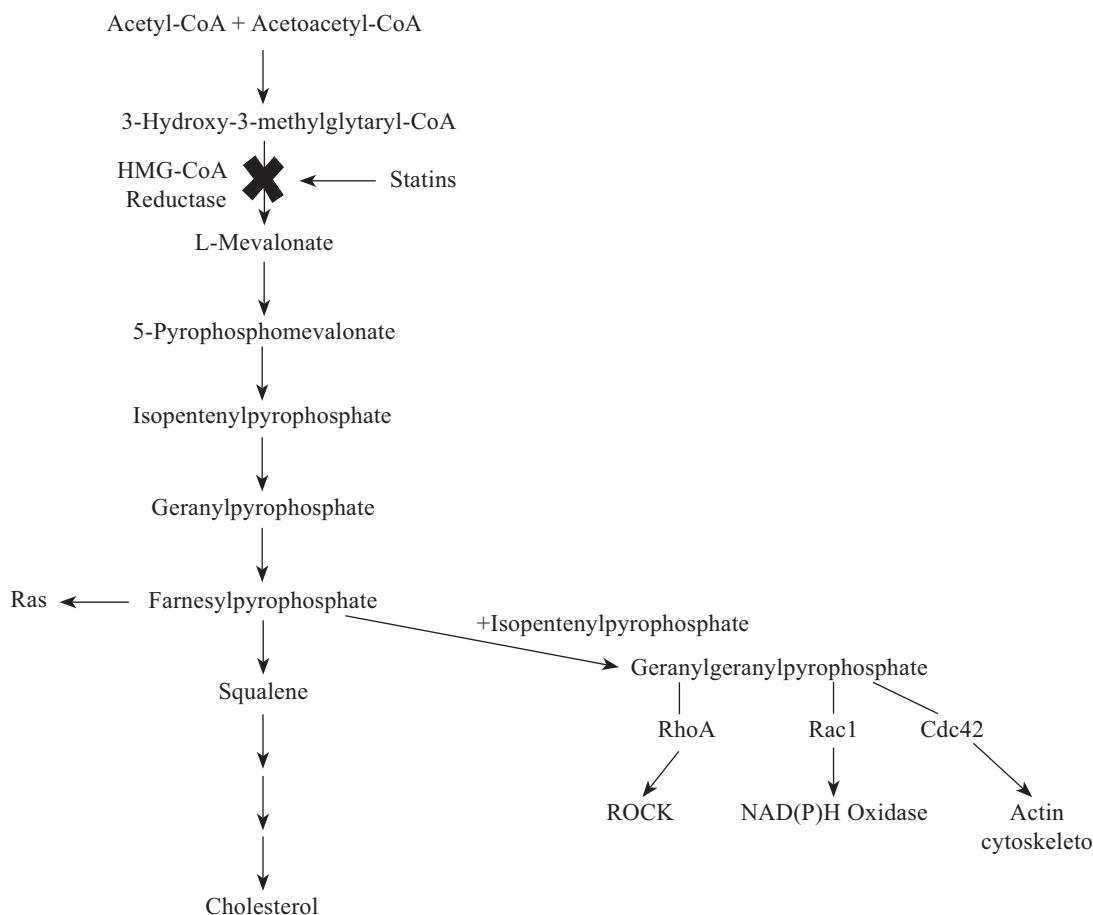 Acetyl-CoA + Acetoacetyl-CoA
3-Hydroxy-3-methylglytaryl-CoA
HMG-CoA
Reductase
Statins
L-Mevalonate
5-Pyrophosphomevalonate
Isopentenylpyrophosphate
Geranylpyrophosphate
Ras
Farnesylpyrophosphate
+Isopentenylpyrophosphate
Geranylgeranylpyrophosphate
Squalene
RhoA
Rac1
Cdc42
ROCK
NAD(P)H Oxidase
Actin
cytoskeleto
Cholesterol